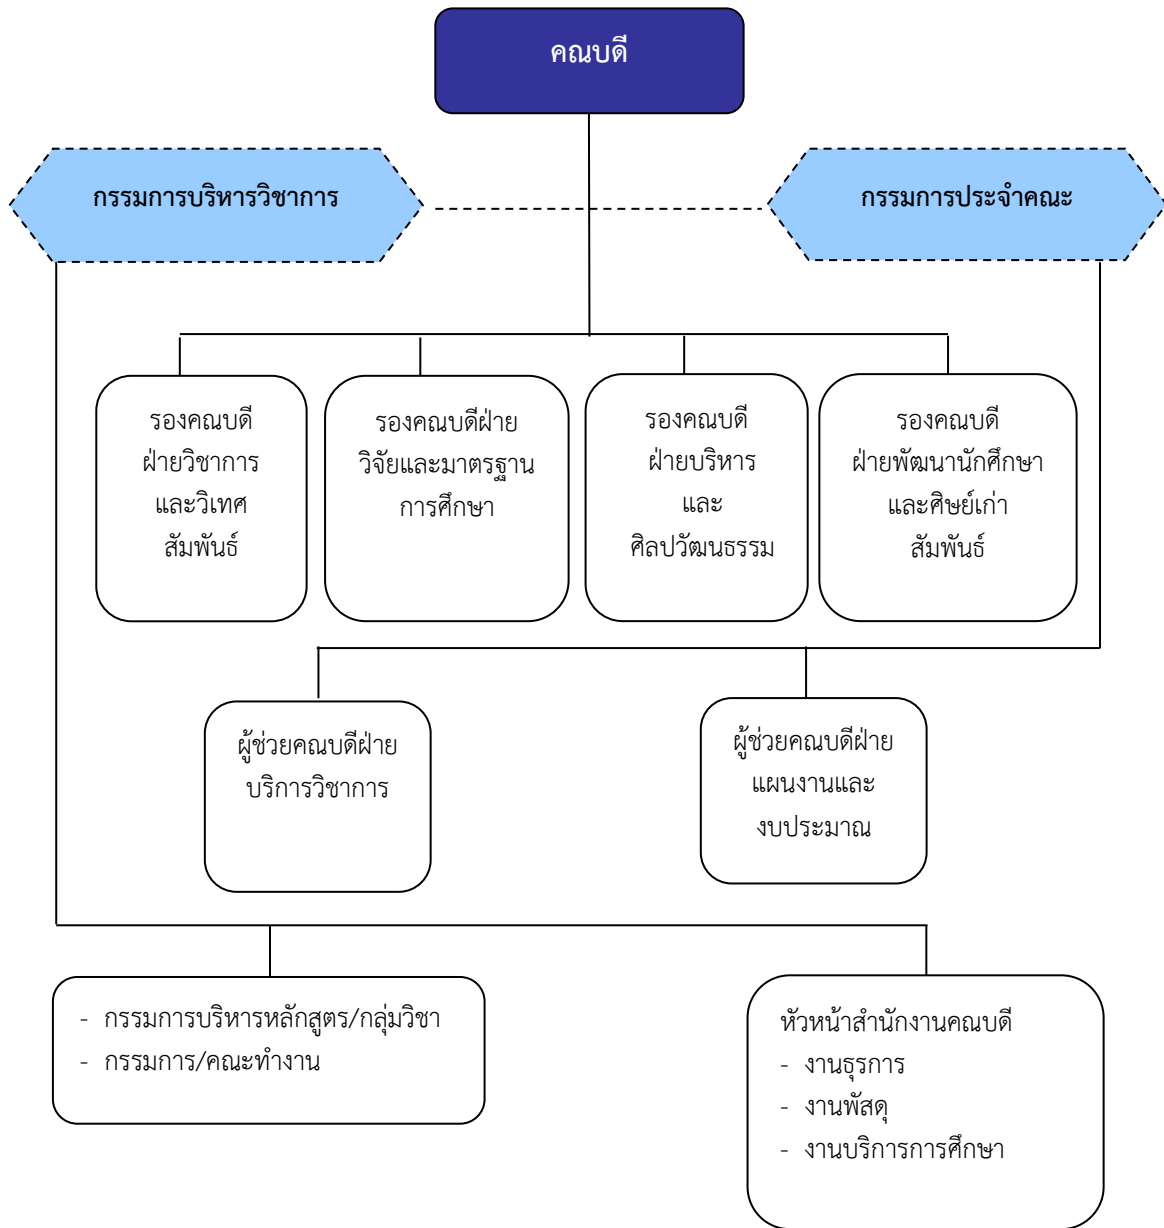 คณบดี
กรรมการบริหารวิชาการ
กรรมการประจำคณะ
รองคณบดี
ฝ่ายวิชาการ
และวิเทศ
สัมพันธ์
รองคณบดีฝ่าย
วิจัยและมาตรฐาน
การศึกษา
รองคณบดี
ฝ่ายบริหาร
และ
ศิลปวัฒนธรรม
รองคณบดี
ฝ่ายพัฒนานักศึกษา
และศิษย์เก่า
สัมพันธ์
ผู้ช่วยคณบดีฝ่าย
บริการวิชาการ
ผู้ช่วยคณบดีฝ่าย
แผนงานและ
งบประมาณ
- กรรมการบริหารหลักสูตร/กลุ่มวิชา
- กรรมการ/คณะทำงาน
หัวหน้าสำนักงานคณบดี
- งานธุรการ
- งานพัสดุ
- งานบริการการศึกษา